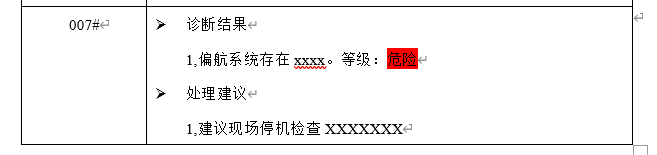 007#
➢ 诊断结果
1,偏航系统存在 xxxx。等级：危险
➢ 处理建议
1,建议现场停机检查 XXXXXXX